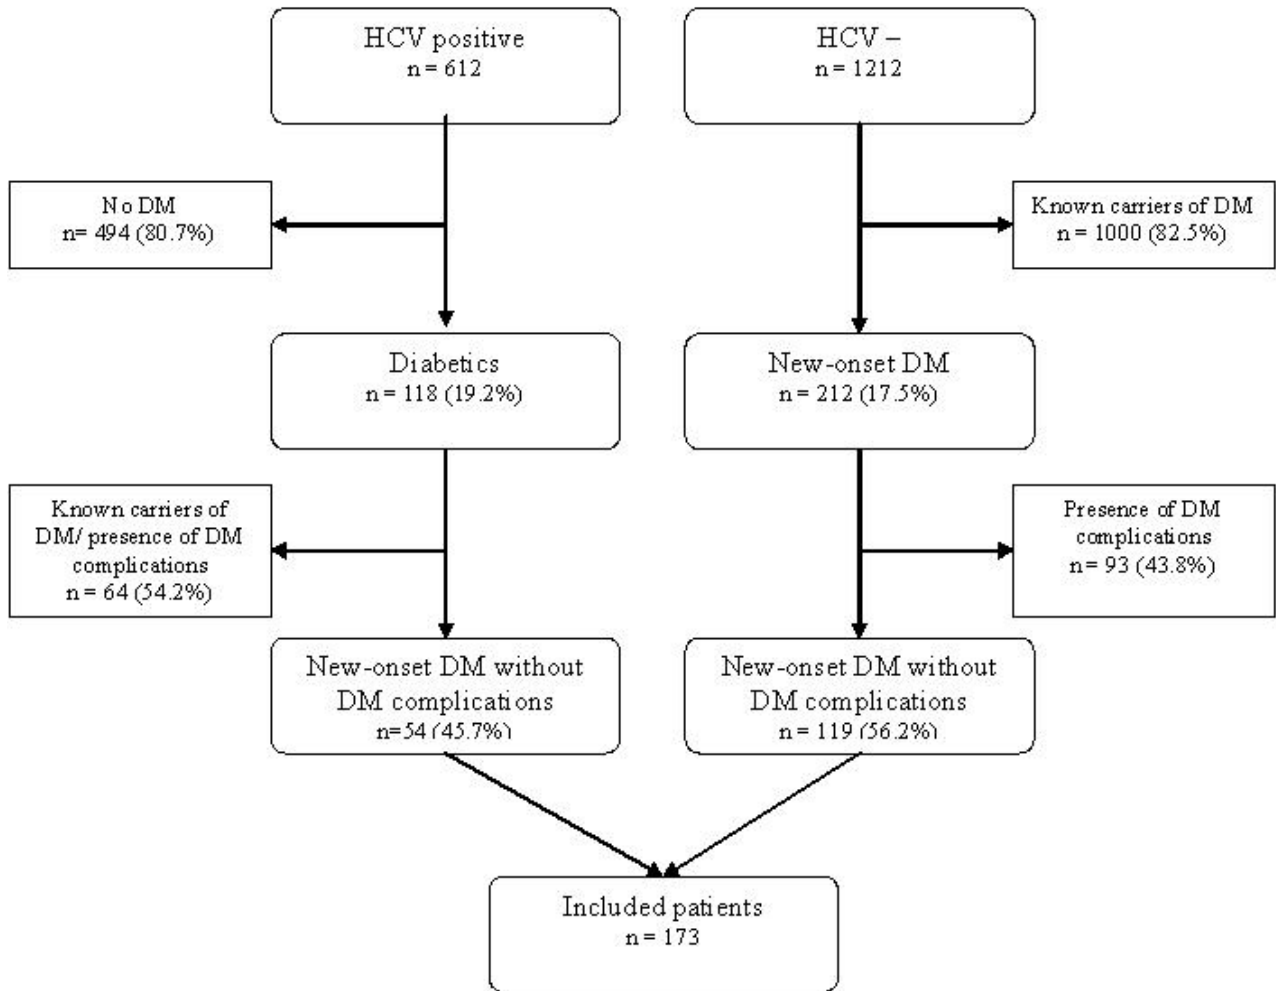 HCV positive
n = 612
HCV –
n = 1212
No DM
n= 494 (80.7%)
Known carriers of DM
n = 1000 (82.5%)
Diabetics
n = 118 (19.2%)
New-onset DM
n = 212 (17.5%)
Known carriers of
DM/ presence of DM
complications
n = 64 (54.2%)
Presence of DM
complications
n= 93 (43.8%)
New-onset DM without
DM complications
n=54 (45.7%)
New-onset DM without
DM complications
n = 119 (56.2%)
Included patients
n = 173